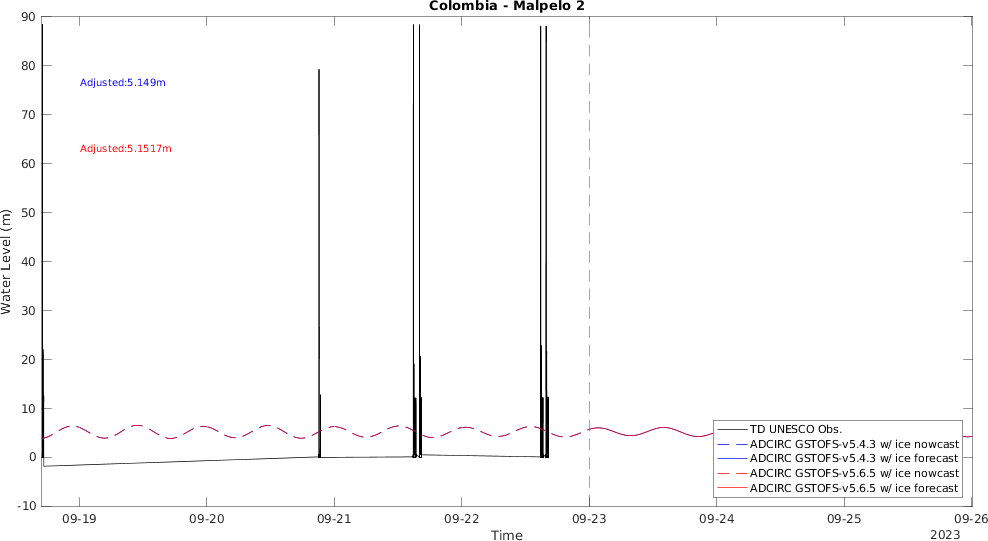 Colombia - Malpelo 2
90
80
70
60
50
40
30
20
10
0
-10
Water Level (m)
Adjusted:5.149m
Adjusted:5.1517m
TD UNESCO Obs.
ADCIRC GSTOFS-v5.4.3 w/ ice nowcast
ADCIRC GSTOFS-v5.4.3 w/ ice forecast
ADCIRC GSTOFS-v5.6.5 w/ ice nowcast
ADCIRC GSTOFS-v5.6.5 w/ ice forecast
09-19 09-20 09-21 09-22 09-23 09-24 09-25 09-26
Time
2023